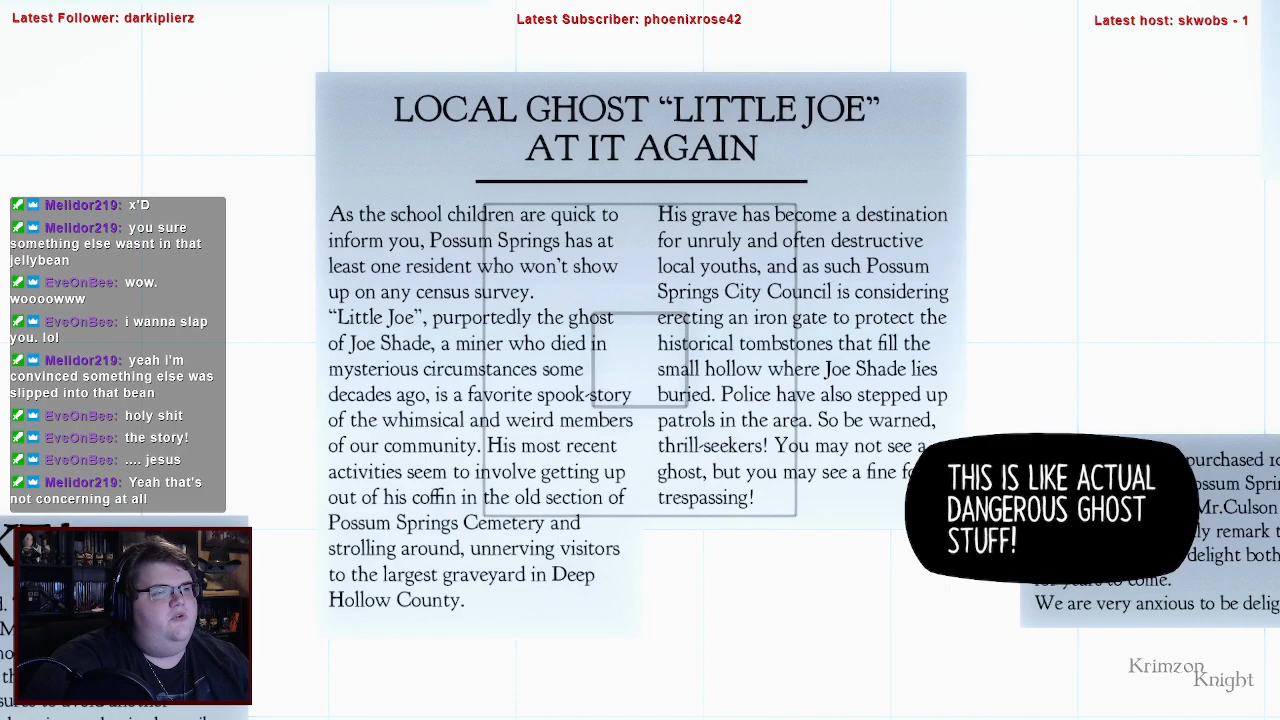 Latest Follower: darkiplierz
Latest Subscriber: phoenixrose42
Latest host: skwobs - 1
LOCAL GHOST “LITTLE JOE”
AT IT AGAIN
As the school children are quick to
inform you, Possum Springs has at
least one resident who won’t show
up on any census survey.
“Little Joe”, purportedly the ghost
of Joe Shade, a miner who died in
mysterious circumstances some
decades ago, is a favorite spook-story
of the whimsical and weird members
of our community. His most recent
activities seem to involve getting up
out of his coffin in the old section of
Possum Springs Cemetery and
strolling around, unnerving visitors
to the largest graveyard in Deep
Hollow County.
His grave has become a destination
for unruly and often destructive
local youths, and as such Possum
Springs City Council is considering
erecting an iron gate to protect the
historical tombstones that fill the
small hollow where Joe Shade lies
buried. Police have also stepped up
patrols in the area. So be warned,
thrill-seekers! You may not see a
ghost, but you may see a fine
trespassing!
Melidor219: x'D
Melidor219: you sure
something else wasnt in that
jellybean
EveOnBee: wow.
woooowww
EveOnBee: i wanna slap
you. lol
Melidor219: yeah i'm
convinced something else was
slipped into that bean
EveOnBee: holy shit
EveOnBee: the story!
EveOnBee: .... jesus
Melidor219: Yeah that's
not concerning at all
THIS IS LIKE ACTUAL
DANGEROUS GHOST
STUFF!
purchased
Mr.Culson
remark
delight both
for years to come.
We are very anxious to be
Krimzon
Knight